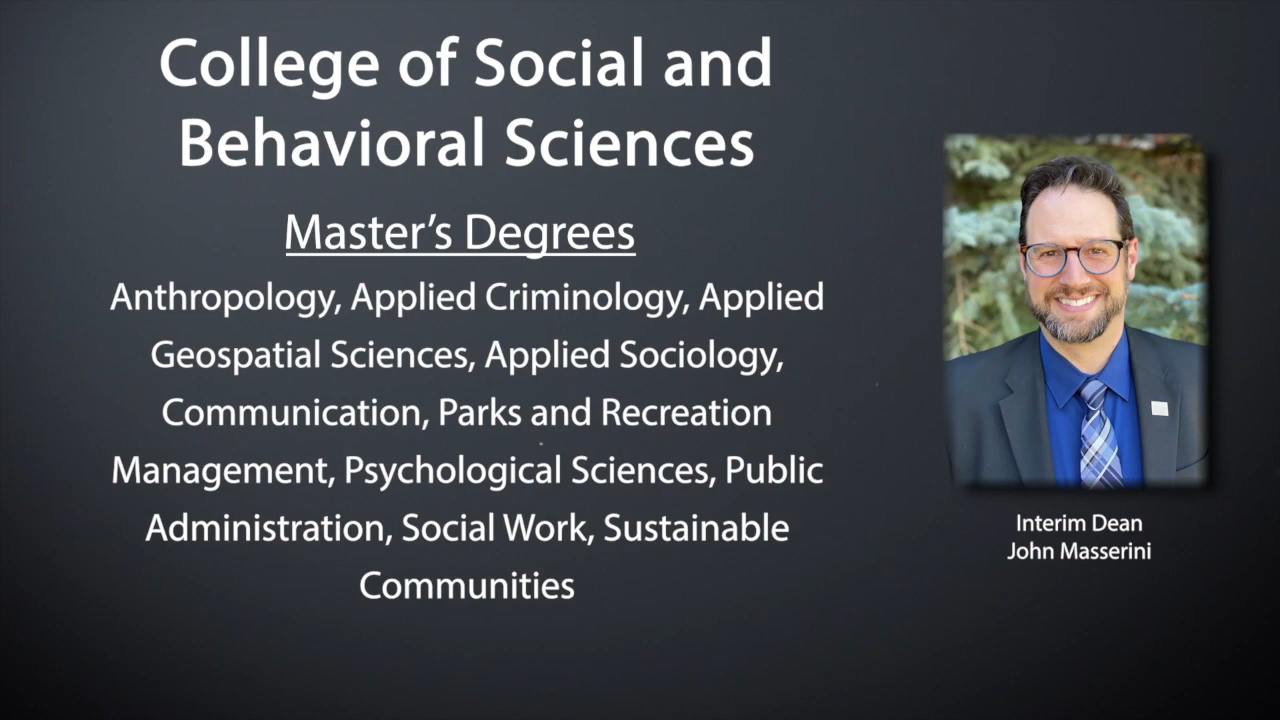 College of Social and
Behavioral Sciences
Master’s Degrees
Anthropology, Applied Criminology, Applied
Geospatial Sciences, Applied Sociology,
Communication, Parks and Recreation
Management, Psychological Sciences, Public
Administration, Social Work, Sustainable
Communities
Interim Dean
John Masserini